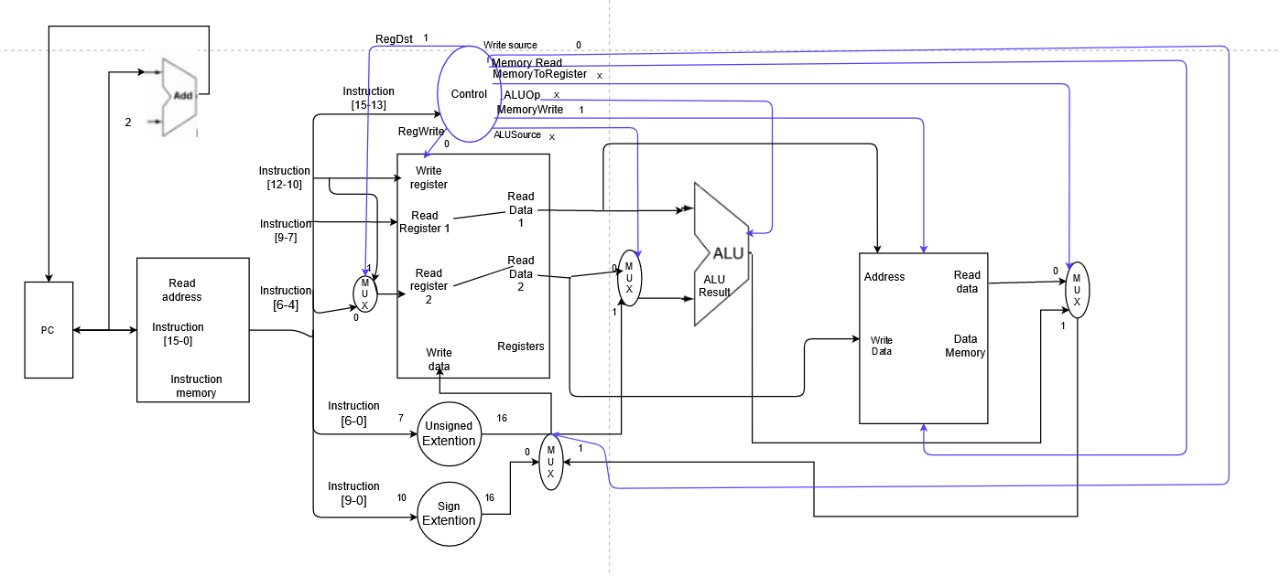 RegDst 1
Write source 0
Memory Read
MemoryToRegister x
Control
ALUOp x
MemoryWrite 1
ALUSource x
RegWrite
0
Add
2
Instruction
[15-13]
Instruction
[12-10]
Instruction
[9-7]
Instruction
[6-4]
1
M
U
X
0
Write
register
Read
Register 1
Read
register
2
Write
data
Read
Data
1
Read
Data
2
Registers
0
M
U
X
1
ALU
ALU
Result
Address
Read
data
Write
Data
Data
Memory
0
M
U
X
1
PC
Read
address
Instruction
[15-0]
Instruction
memory
Instruction
[6-0]
7
Unsigned
Extention
16
Instruction
[9-0]
10
Sign
Extention
16
0
M
U
X
1